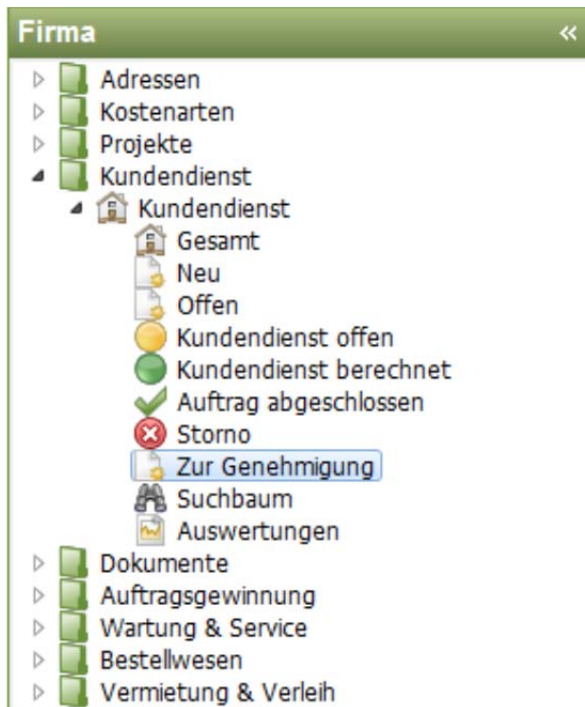 Firma «
Adressen
Kostenarten
Projekte
Kundendienst
Kundendienst
Gesamt
Neu
Offen
Kundendienst offen
Kundendienst berechnet
Auftrag abgeschlossen
Storno
Zur Genehmigung
Suchbaum
Auswertungen
Dokumente
Auftragsgewinnung
Wartung & Service
Bestellwesen
Vermietung & Verleih